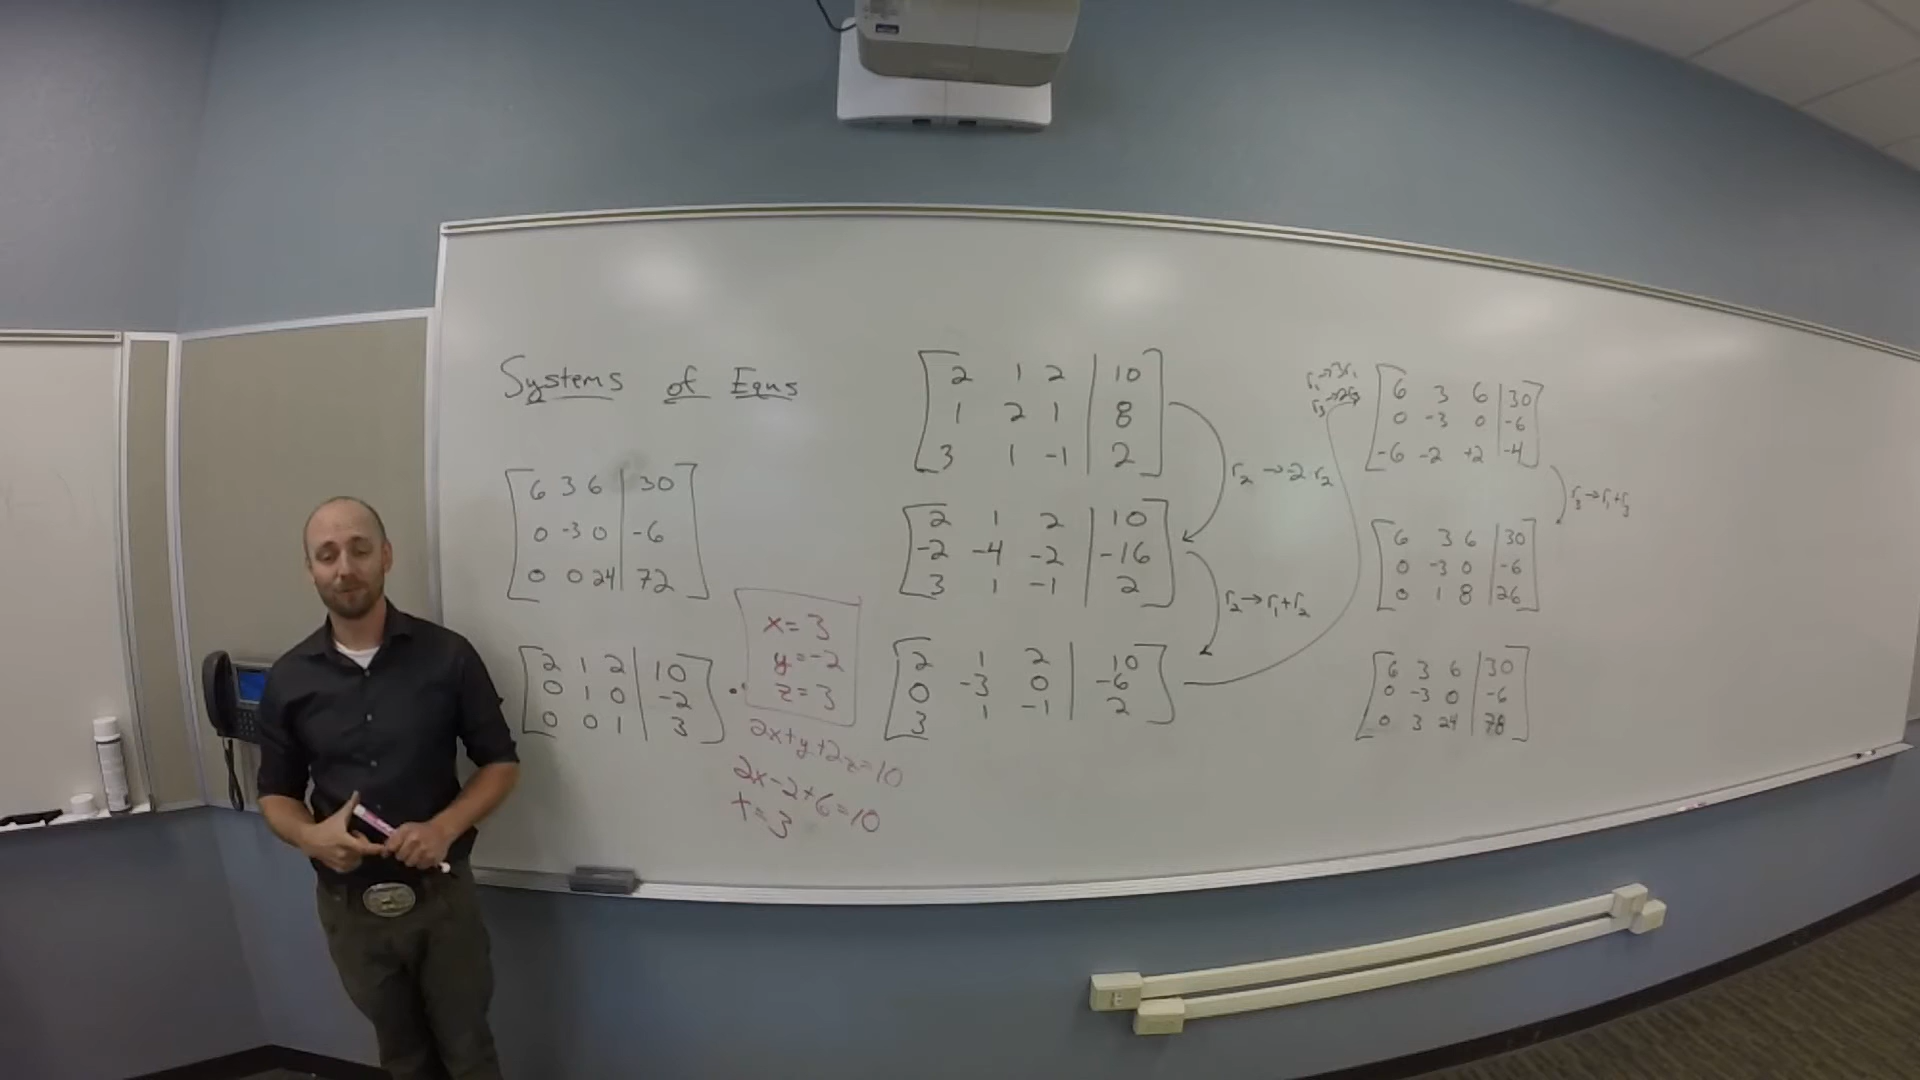 Systems of Eqns
6 3 6 | 30
0 -3 0 | -6
0 0 24 | 72
2 1 2 | 10
0 1 0 | -2
0 0 1 | 3
x = 3
y = -2
z = 3
2x+y+2z=10
2x-2+6=10
x=3
2 1 2 | 10
1 2 1 | 8
3 1 -1 | 2
r₂ → -2·r₂
2 1 2 | 10
-2 -4 -2 | -16
3 1 -1 | 2
r₂ → r₁+r₂
2 1 2 | 10
0 -3 0 | -6
3 1 -1 | 2
r₁→3r₁
6 3 6 | 30
0 -3 0 | -6
-6 -2 +2 | -4
r₃→r₁+r₃
6 3 6 | 30
0 -3 0 | -6
0 1 8 | 26
6 3 6 | 30
0 -3 0 | -6
0 3 24 | 78